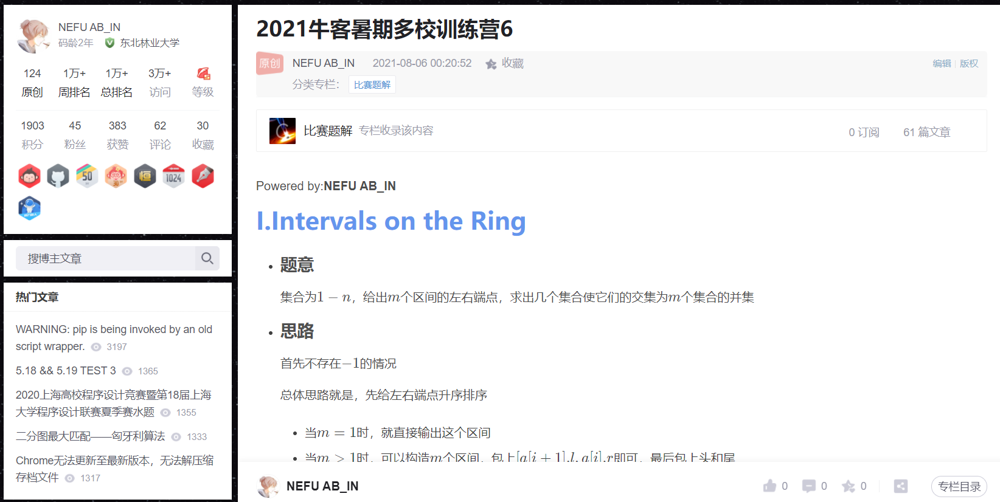 NEFU AB_IN
码龄2年 东北林业大学
124 1万+ 1万+ 3万+
原创 周排名 总排名 访问 等级
1903 45 383 62 30
积分 粉丝 获赞 评论 收藏
50 30 恒 1024
搜博主文章
热门文章
WARNING: pip is being invoked by an old
script wrapper. 3197
5.18 && 5.19 TEST 3 1365
2020上海高校程序设计竞赛暨第18届上海
大学程序设计联赛夏季赛水题 1355
二分图最大匹配——匈牙利算法 1333
Chrome无法更新至最新版本，无法解压缩
存档文件 1317
2021牛客暑期多校训练营6
原创 NEFU AB_IN 2021-08-06 00:20:52 收藏 编辑 版权
分类专栏： 比赛题解
比赛题解 专栏收录该内容 0 订阅 61 篇文章
Powered by:NEFU AB_IN
I.Intervals on the Ring
题意
集合为1 − n，给出m个区间的左右端点，求出几个集合使它们的交集为m个集合的并集
思路
首先不存在−1的情况
总体思路就是，先给左右端点升序排序
当m = 1时，就直接输出这个区间
当m > 1时，可以构造m个区间，包上[a[i + 1].l, a[i].r即可，最后包上头和尾
NEFU AB_IN 0 0 0 专栏目录